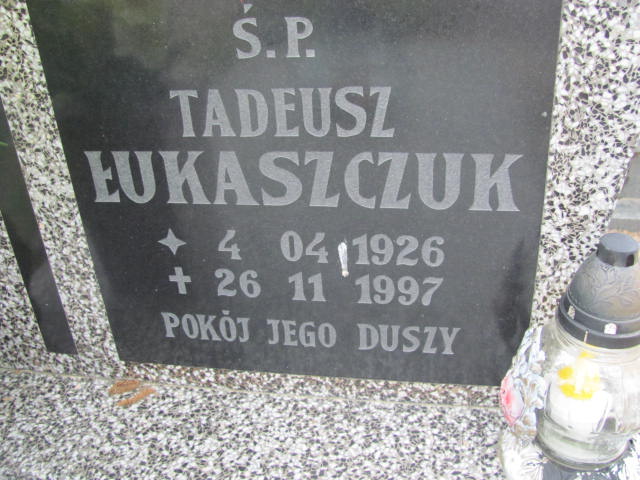 Ś.P.
TADEUSZ
ŁUKASZCZUK
4 04 1926
26 11 1997
POKÓJ JEGO DUSZY